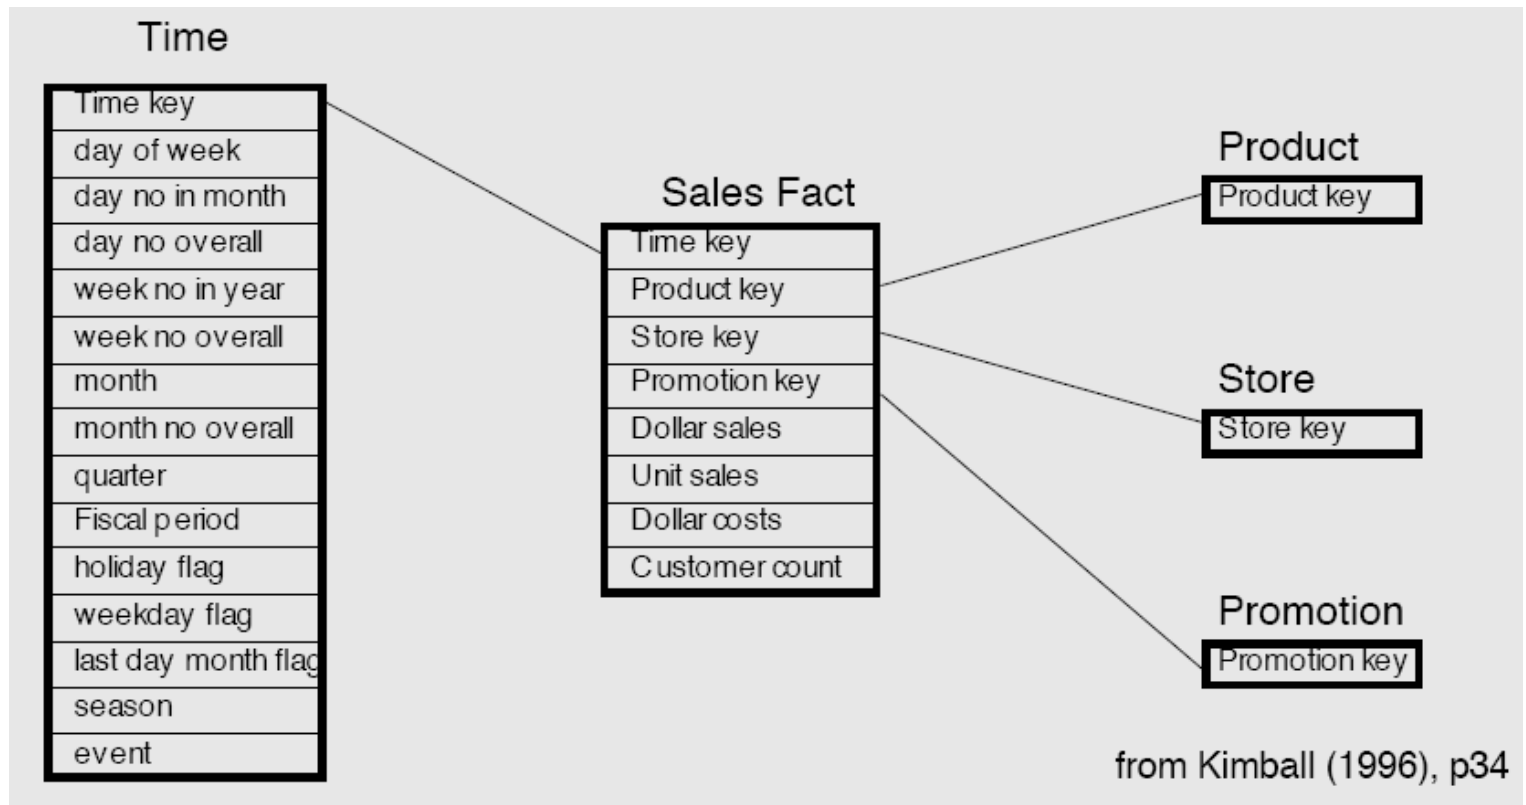 Time
Time key
day of week
day no in month
day no overall
week no in year
week no overall
month
month no overall
quarter
Fiscal period
holiday flag
weekday flag
last day month flag
season
event
Sales Fact
Time key
Product key
Store key
Promotion key
Dollar sales
Unit sales
Dollar costs
Customer count
Product
Product key
Store
Store key
Promotion
Promotion key
from Kimball (1996), p34